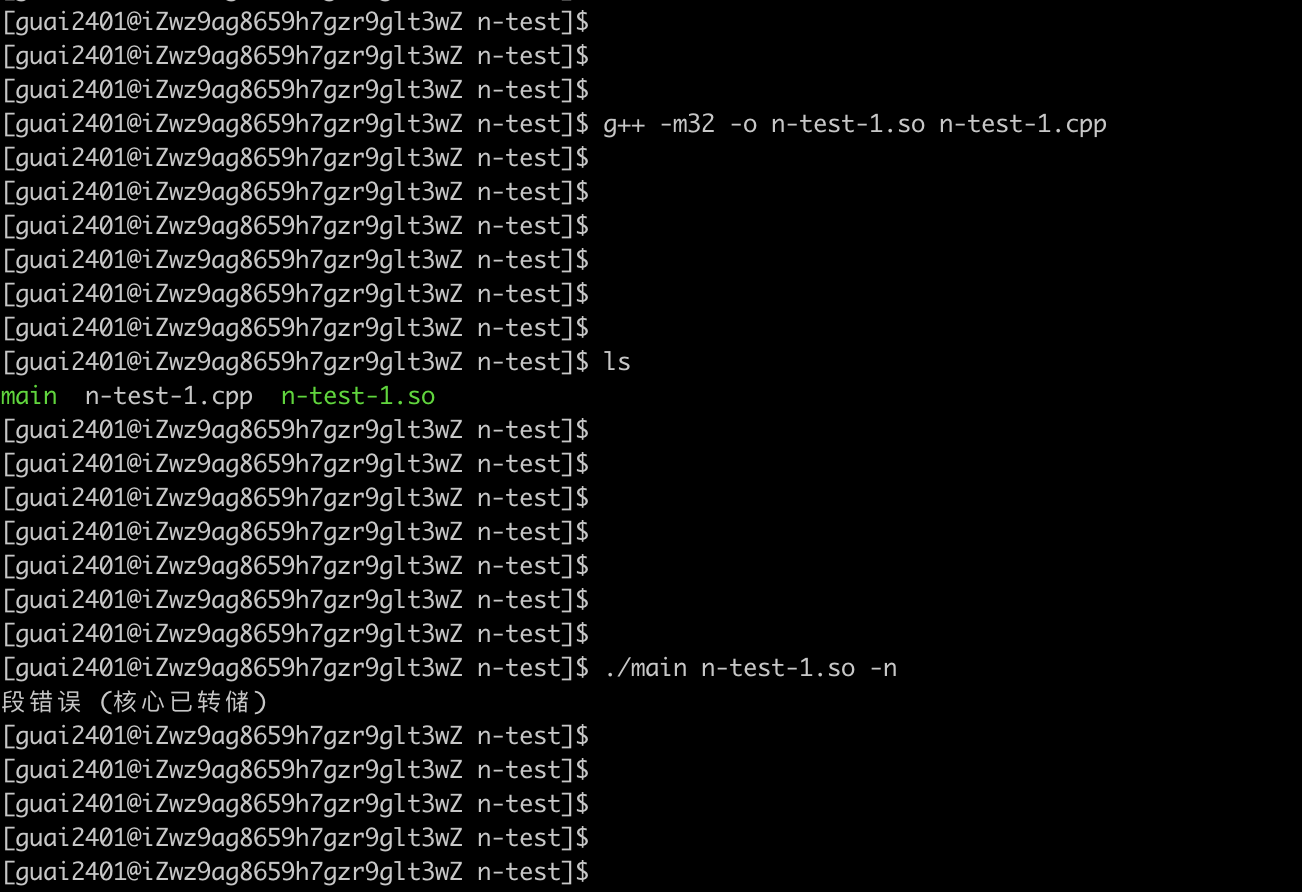 [guai2401@iZwz9ag8659h7gzr9glt3wZ n-test]$
[guai2401@iZwz9ag8659h7gzr9glt3wZ n-test]$
[guai2401@iZwz9ag8659h7gzr9glt3wZ n-test]$
[guai2401@iZwz9ag8659h7gzr9glt3wZ n-test]$ g++ -m32 -o n-test-1.so n-test-1.cpp
[guai2401@iZwz9ag8659h7gzr9glt3wZ n-test]$
[guai2401@iZwz9ag8659h7gzr9glt3wZ n-test]$
[guai2401@iZwz9ag8659h7gzr9glt3wZ n-test]$
[guai2401@iZwz9ag8659h7gzr9glt3wZ n-test]$
[guai2401@iZwz9ag8659h7gzr9glt3wZ n-test]$
[guai2401@iZwz9ag8659h7gzr9glt3wZ n-test]$
[guai2401@iZwz9ag8659h7gzr9glt3wZ n-test]$ ls
main  n-test-1.cpp  n-test-1.so
[guai2401@iZwz9ag8659h7gzr9glt3wZ n-test]$
[guai2401@iZwz9ag8659h7gzr9glt3wZ n-test]$
[guai2401@iZwz9ag8659h7gzr9glt3wZ n-test]$
[guai2401@iZwz9ag8659h7gzr9glt3wZ n-test]$
[guai2401@iZwz9ag8659h7gzr9glt3wZ n-test]$
[guai2401@iZwz9ag8659h7gzr9glt3wZ n-test]$
[guai2401@iZwz9ag8659h7gzr9glt3wZ n-test]$
[guai2401@iZwz9ag8659h7gzr9glt3wZ n-test]$ ./main n-test-1.so -n
段错误 (核心已转储)
[guai2401@iZwz9ag8659h7gzr9glt3wZ n-test]$
[guai2401@iZwz9ag8659h7gzr9glt3wZ n-test]$
[guai2401@iZwz9ag8659h7gzr9glt3wZ n-test]$
[guai2401@iZwz9ag8659h7gzr9glt3wZ n-test]$
[guai2401@iZwz9ag8659h7gzr9glt3wZ n-test]$